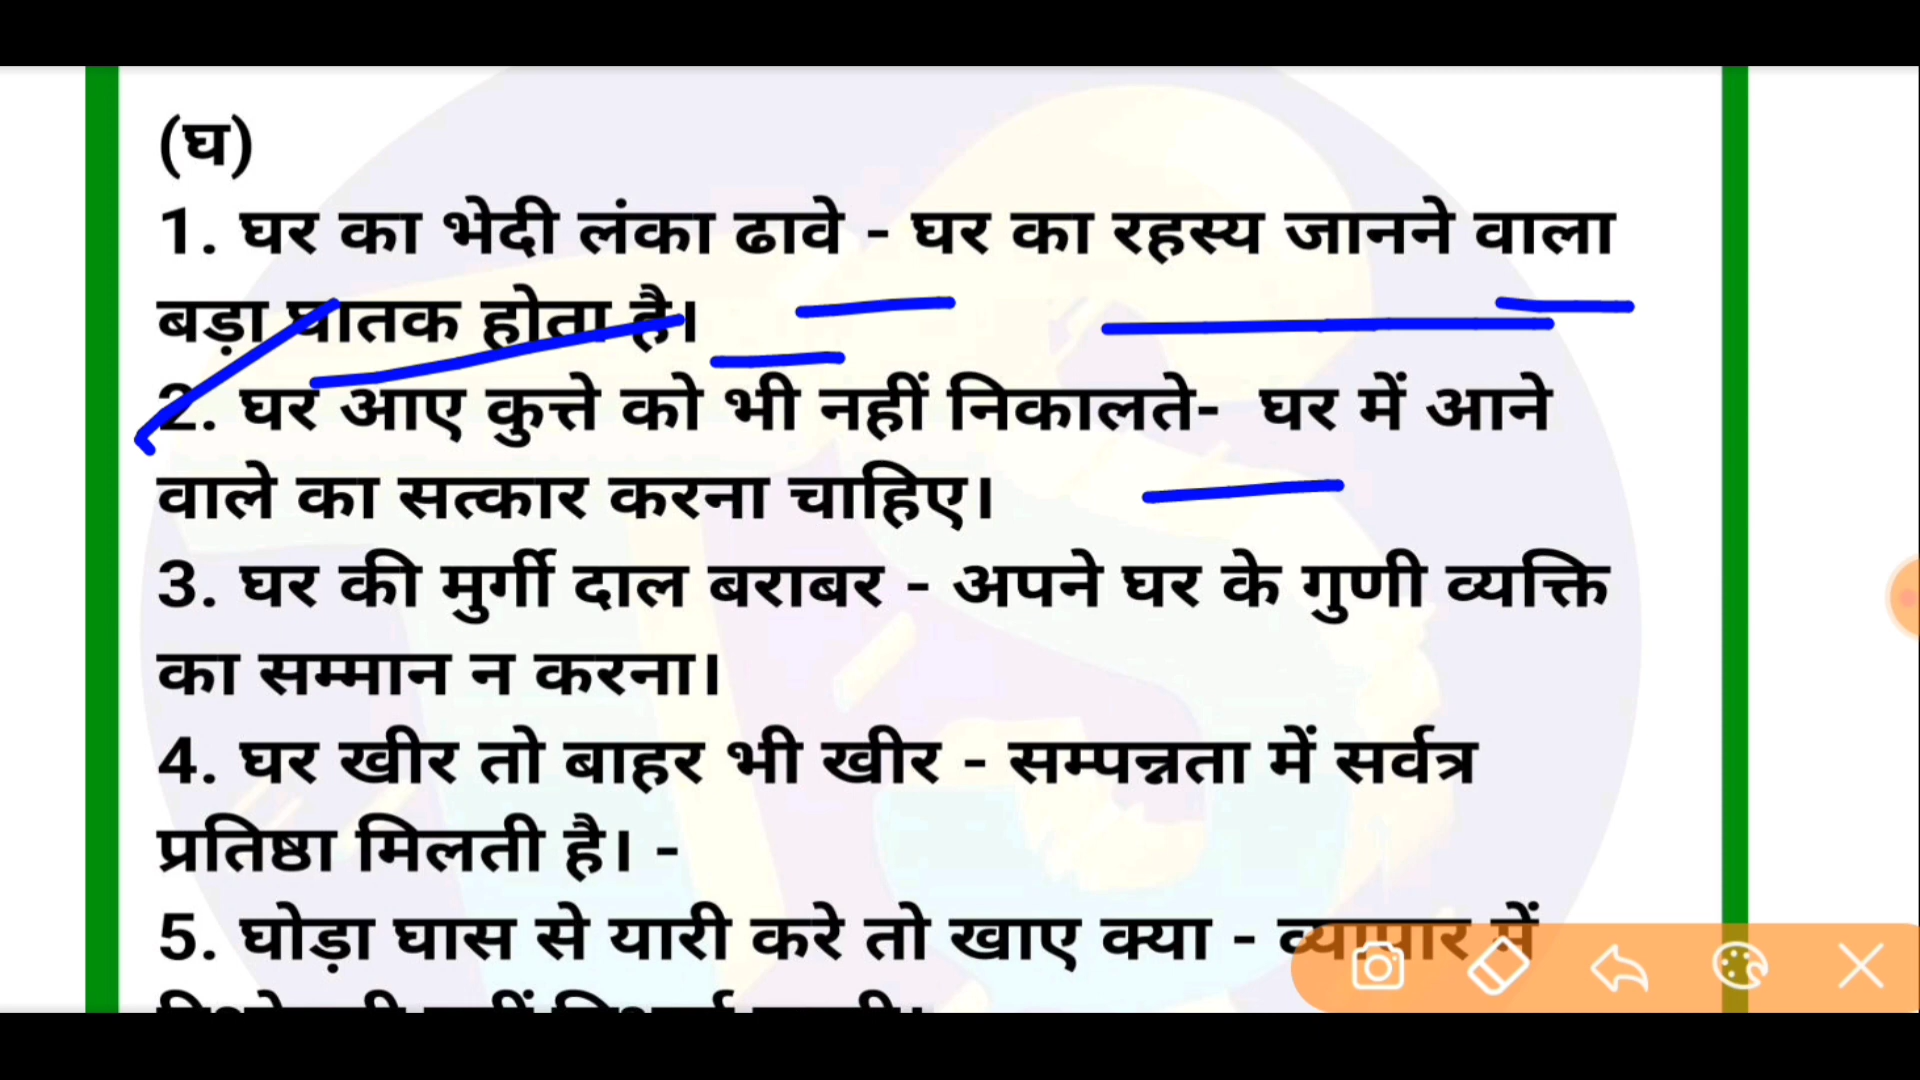 (घ)
1. घर का भेदी लंका ढावे - घर का रहस्य जानने वाला
बड़ा घातक होता है।
2. घर आए कुत्ते को भी नहीं निकालते- घर में आने
वाले का सत्कार करना चाहिए।
3. घर की मुर्गी दाल बराबर - अपने घर के गुणी व्यक्ति
का सम्मान न करना।
4. घर खीर तो बाहर भी खीर - सम्पन्नता में सर्वत्र
प्रतिष्ठा मिलती है। -
5. घोड़ा घास से यारी करे तो खाए क्या - व्यापार में